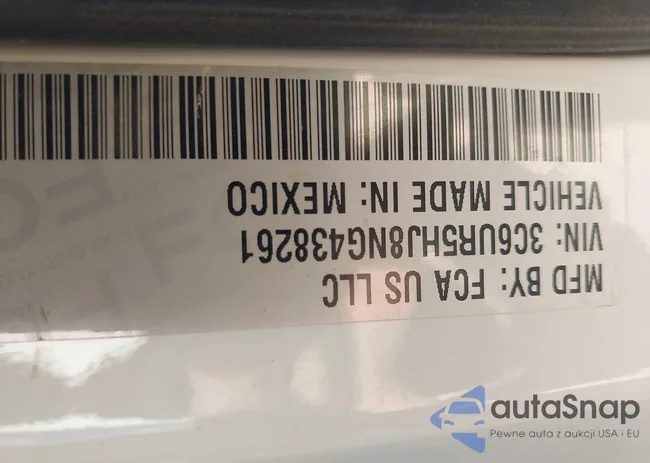 MFD BY: FCA US LLC
VIN: 3C6UR5HJ8NG438261
VEHICLE MADE IN: MEXICO
autaSnap
Pewne auta z aukcji USA i EU